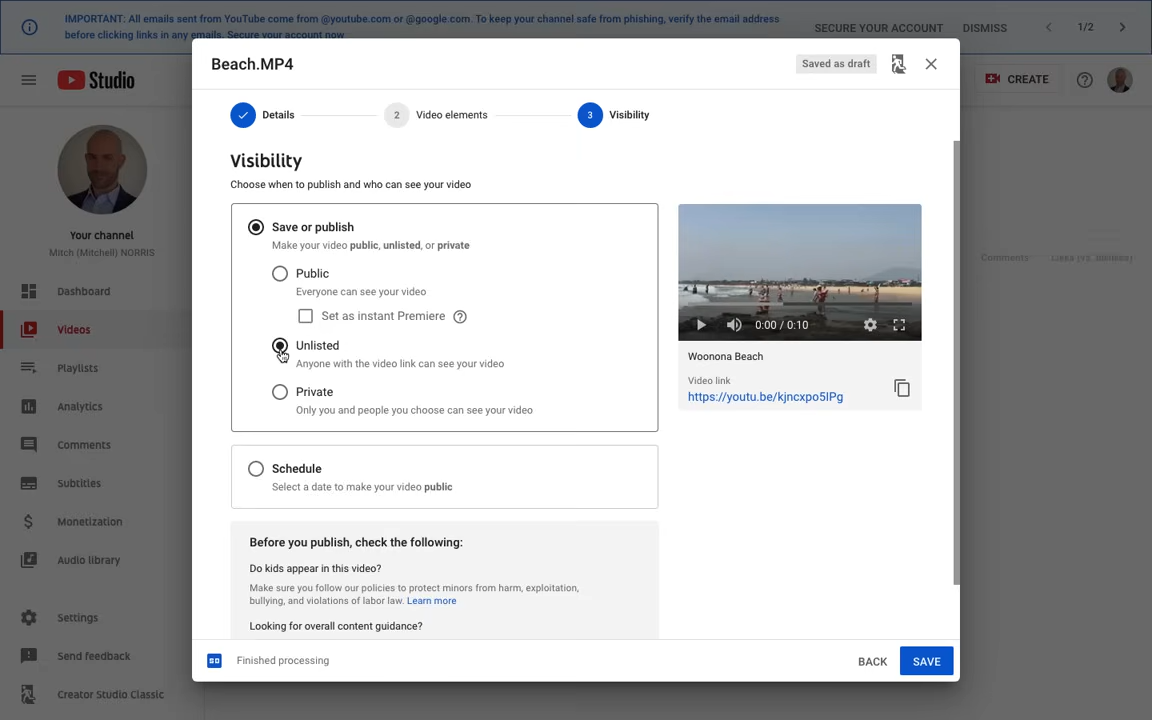 IMPORTANT: All emails sent from YouTube come from @youtube.com or @google.com. To keep your channel safe from phishing, verify the email address
before clicking links in any emails. Secure your account now
SECURE YOUR ACCOUNT
DISMISS
1/2
Studio
CREATE
Your channel
Mitch (Mitchell) NORRIS
Dashboard
Videos
Playlists
Analytics
Comments
Subtitles
Monetization
Audio library
Settings
Send feedback
Creator Studio Classic
Comments
Likes (vs. dislikes)
Beach.MP4
Saved as draft
Details
2
Video elements
3
Visibility
Visibility
Choose when to publish and who can see your video
Save or publish
Make your video public, unlisted, or private
Public
Everyone can see your video
Set as instant Premiere
Unlisted
Anyone with the video link can see your video
Private
Only you and people you choose can see your video
Schedule
Select a date to make your video public
Before you publish, check the following:
Do kids appear in this video?
Make sure you follow our policies to protect minors from harm, exploitation,
bullying, and violations of labor law. Learn more
Looking for overall content guidance?
0:00 / 0:10
Woonona Beach
Video link
https://youtu.be/kjncxpo5IPg
SD
Finished processing
BACK
SAVE